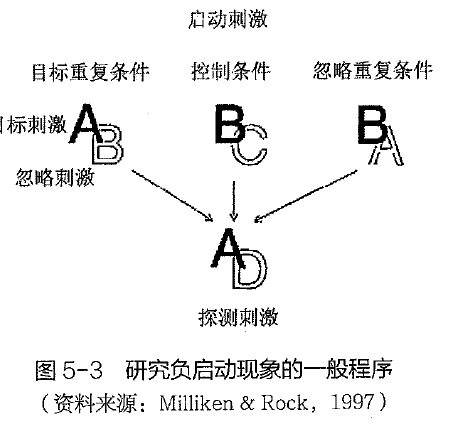 启动刺激
目标重复条件 控制条件 忽略重复条件
目标刺激 A B B C B A
忽略刺激
A D
探测刺激
图 5-3 研究负启动现象的一般程序
(资料来源: Milliken & Rock, 1997)